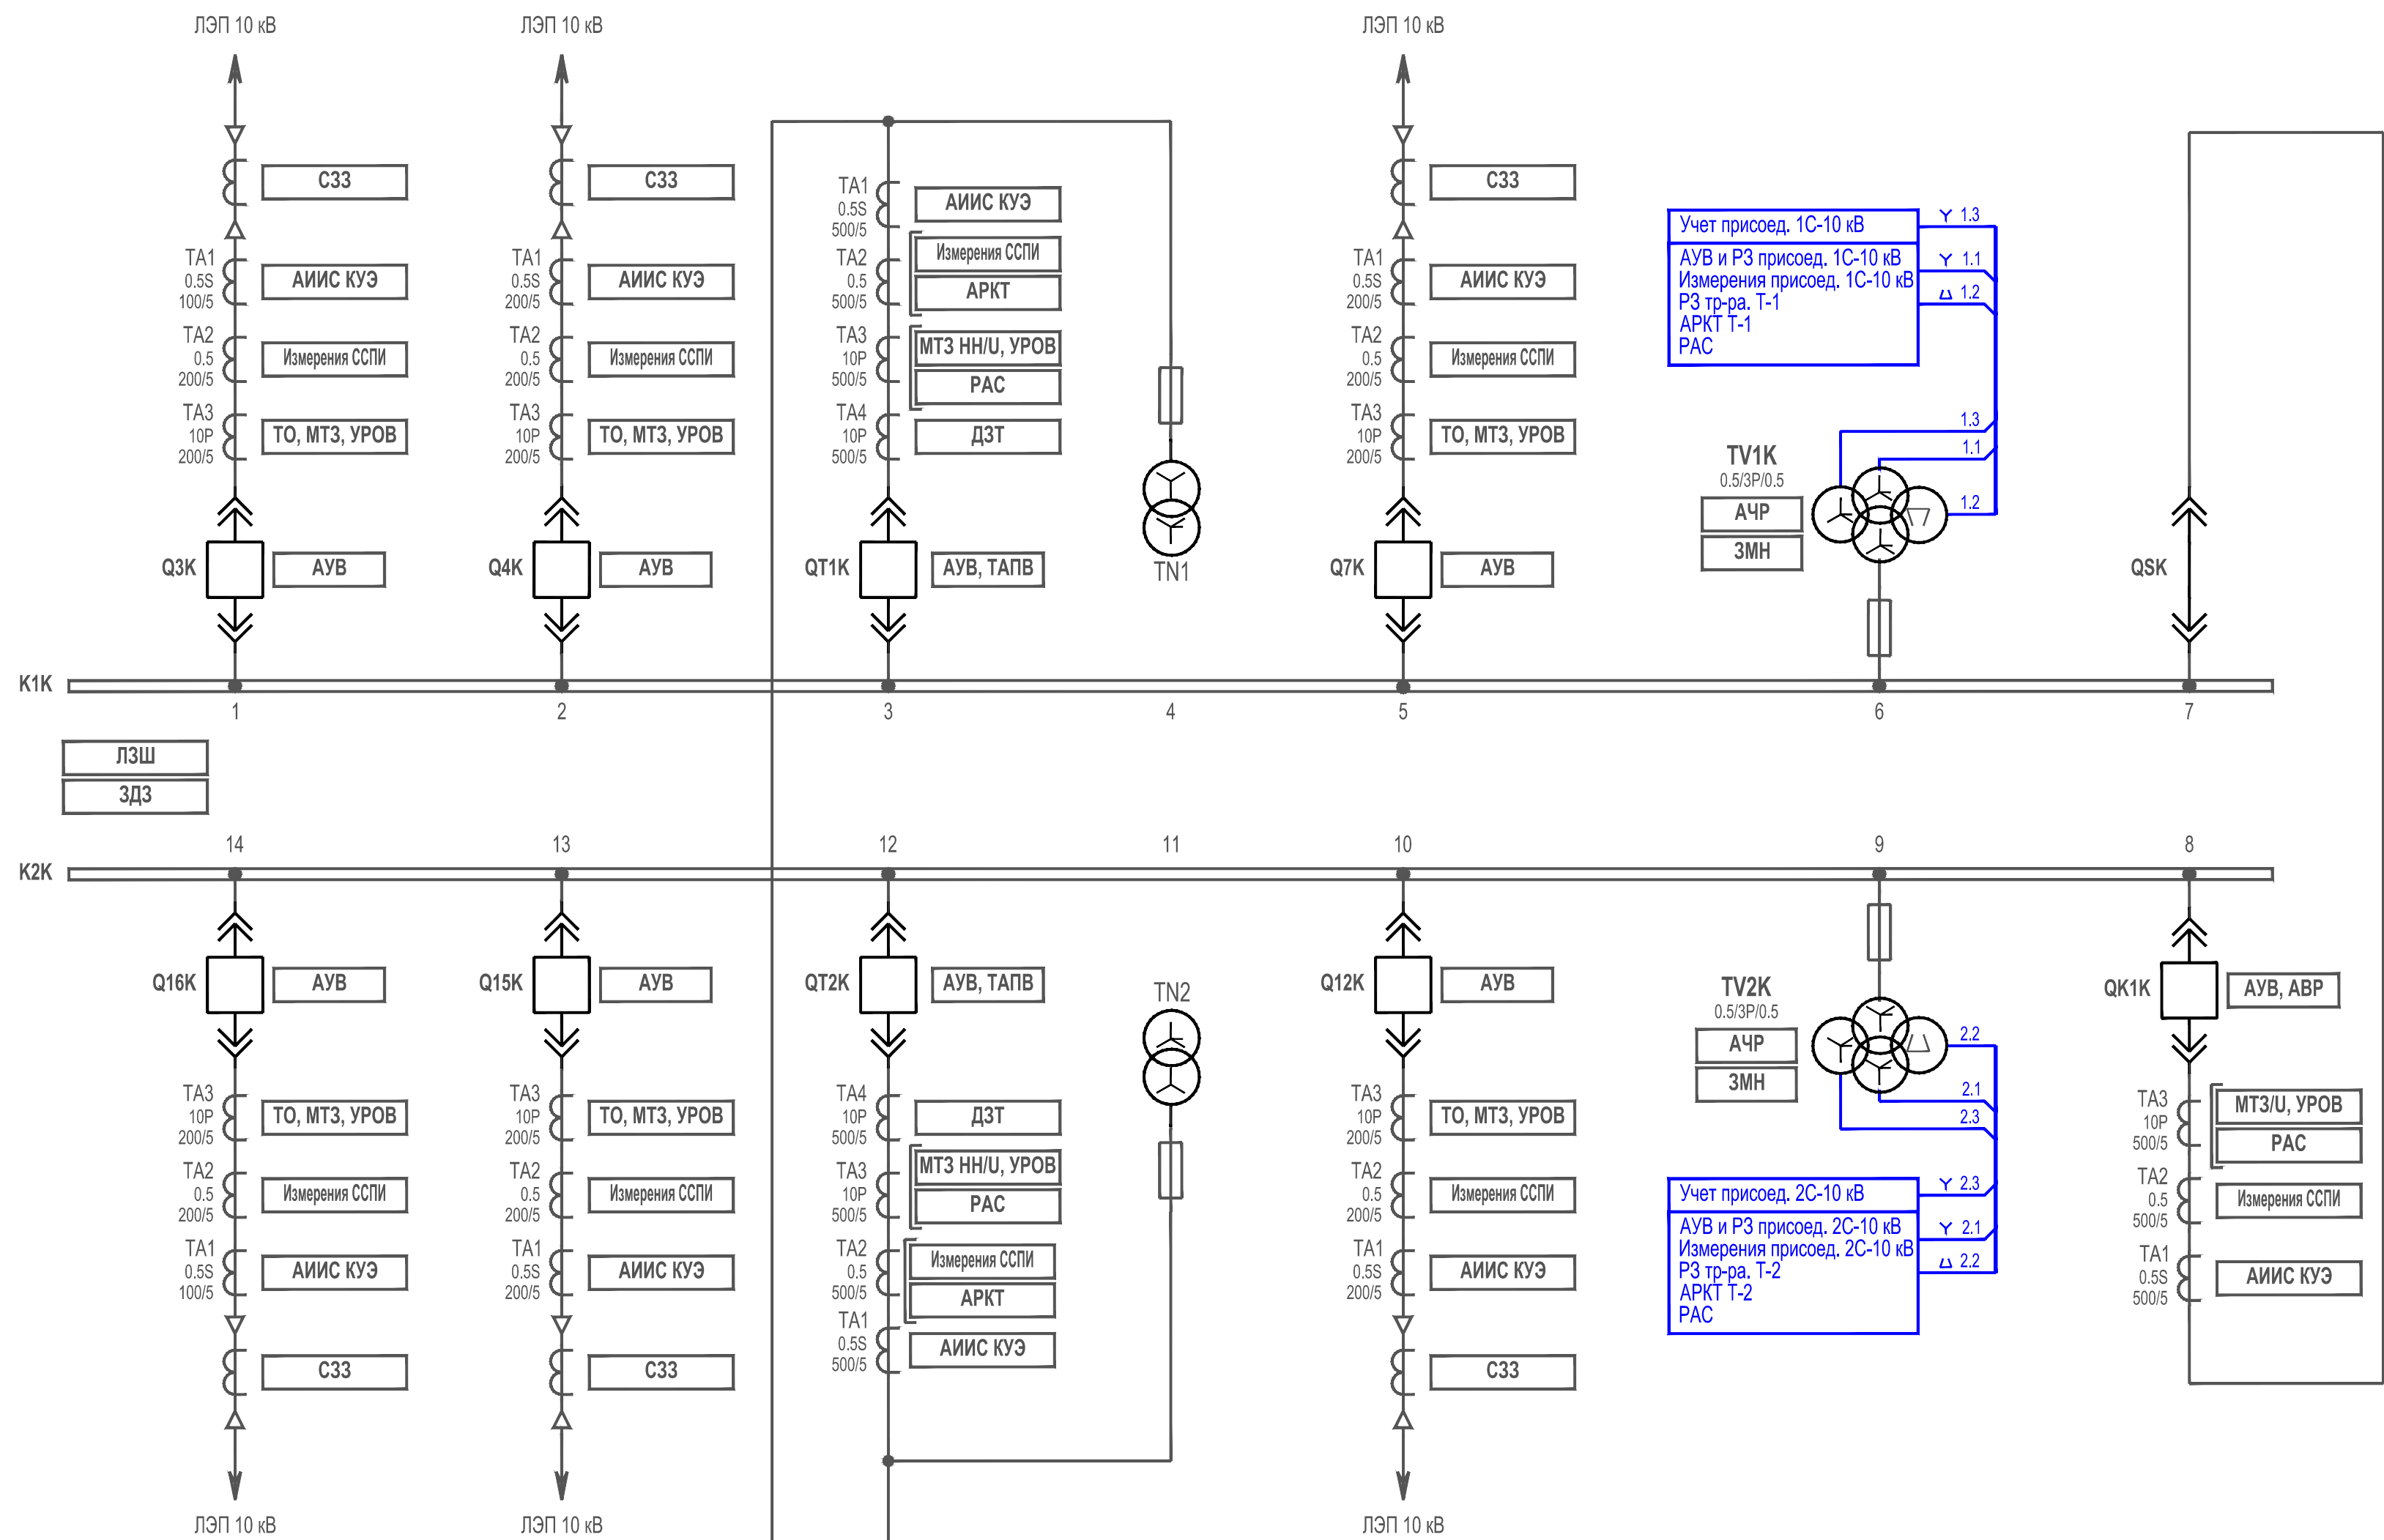 ЛЭП 10 кВ
ЛЭП 10 кВ
ЛЭП 10 кВ
СЗЗ
TA1
0.5S
100/5
АИИС КУЭ
TA2
0.5
200/5
Измерения ССПИ
TA3
10P
200/5
ТО, МТЗ, УРОВ
Q3K
АУВ
СЗЗ
TA1
0.5S
200/5
АИИС КУЭ
TA2
0.5
200/5
Измерения ССПИ
TA3
10P
200/5
ТО, МТЗ, УРОВ
Q4K
АУВ
TA1
0.5S
500/5
АИИС КУЭ
TA2
0.5
500/5
Измерения ССПИ
АРКТ
TA3
10P
500/5
МТЗ НН/U, УРОВ
РАС
TA4
10P
500/5
ДЗТ
QT1K
АУВ, ТАПВ
TN1
СЗЗ
TA1
0.5S
200/5
АИИС КУЭ
TA2
0.5
200/5
Измерения ССПИ
TA3
10P
200/5
ТО, МТЗ, УРОВ
Q7K
АУВ
Учет присоед. 1С-10 кВ
1.3
АУВ и РЗ присоед. 1С-10 кВ
1.1
Измерения присоед. 1С-10 кВ
1.2
РЗ тр-ра. Т-1
АРКТ Т-1
РАС
1.3
1.1
1.2
TV1K
0.5/3P/0.5
АЧР
ЗМН
QSK
K1K
1
2
3
4
5
6
7
ЛЗШ
ЗДЗ
14
13
12
11
10
9
8
K2K
Q16K
АУВ
TA3
10P
200/5
ТО, МТЗ, УРОВ
TA2
0.5
200/5
Измерения ССПИ
TA1
0.5S
100/5
АИИС КУЭ
СЗЗ
Q15K
АУВ
TA3
10P
200/5
ТО, МТЗ, УРОВ
TA2
0.5
200/5
Измерения ССПИ
TA1
0.5S
200/5
АИИС КУЭ
СЗЗ
QT2K
АУВ, ТАПВ
TA4
10P
500/5
ДЗТ
TA3
10P
500/5
МТЗ НН/U, УРОВ
РАС
TA2
0.5
500/5
Измерения ССПИ
АРКТ
TA1
0.5S
500/5
АИИС КУЭ
TN2
Q12K
АУВ
TA3
10P
200/5
ТО, МТЗ, УРОВ
TA2
0.5
200/5
Измерения ССПИ
TA1
0.5S
200/5
АИИС КУЭ
СЗЗ
TV2K
0.5/3P/0.5
АЧР
ЗМН
2.2
2.1
2.3
Учет присоед. 2С-10 кВ
2.3
АУВ и РЗ присоед. 2С-10 кВ
2.1
Измерения присоед. 2С-10 кВ
2.2
РЗ тр-ра. Т-2
АРКТ Т-2
РАС
QK1K
АУВ, АВР
TA3
10P
500/5
МТЗ/U, УРОВ
РАС
TA2
0.5
500/5
Измерения ССПИ
TA1
0.5S
500/5
АИИС КУЭ
ЛЭП 10 кВ
ЛЭП 10 кВ
ЛЭП 10 кВ